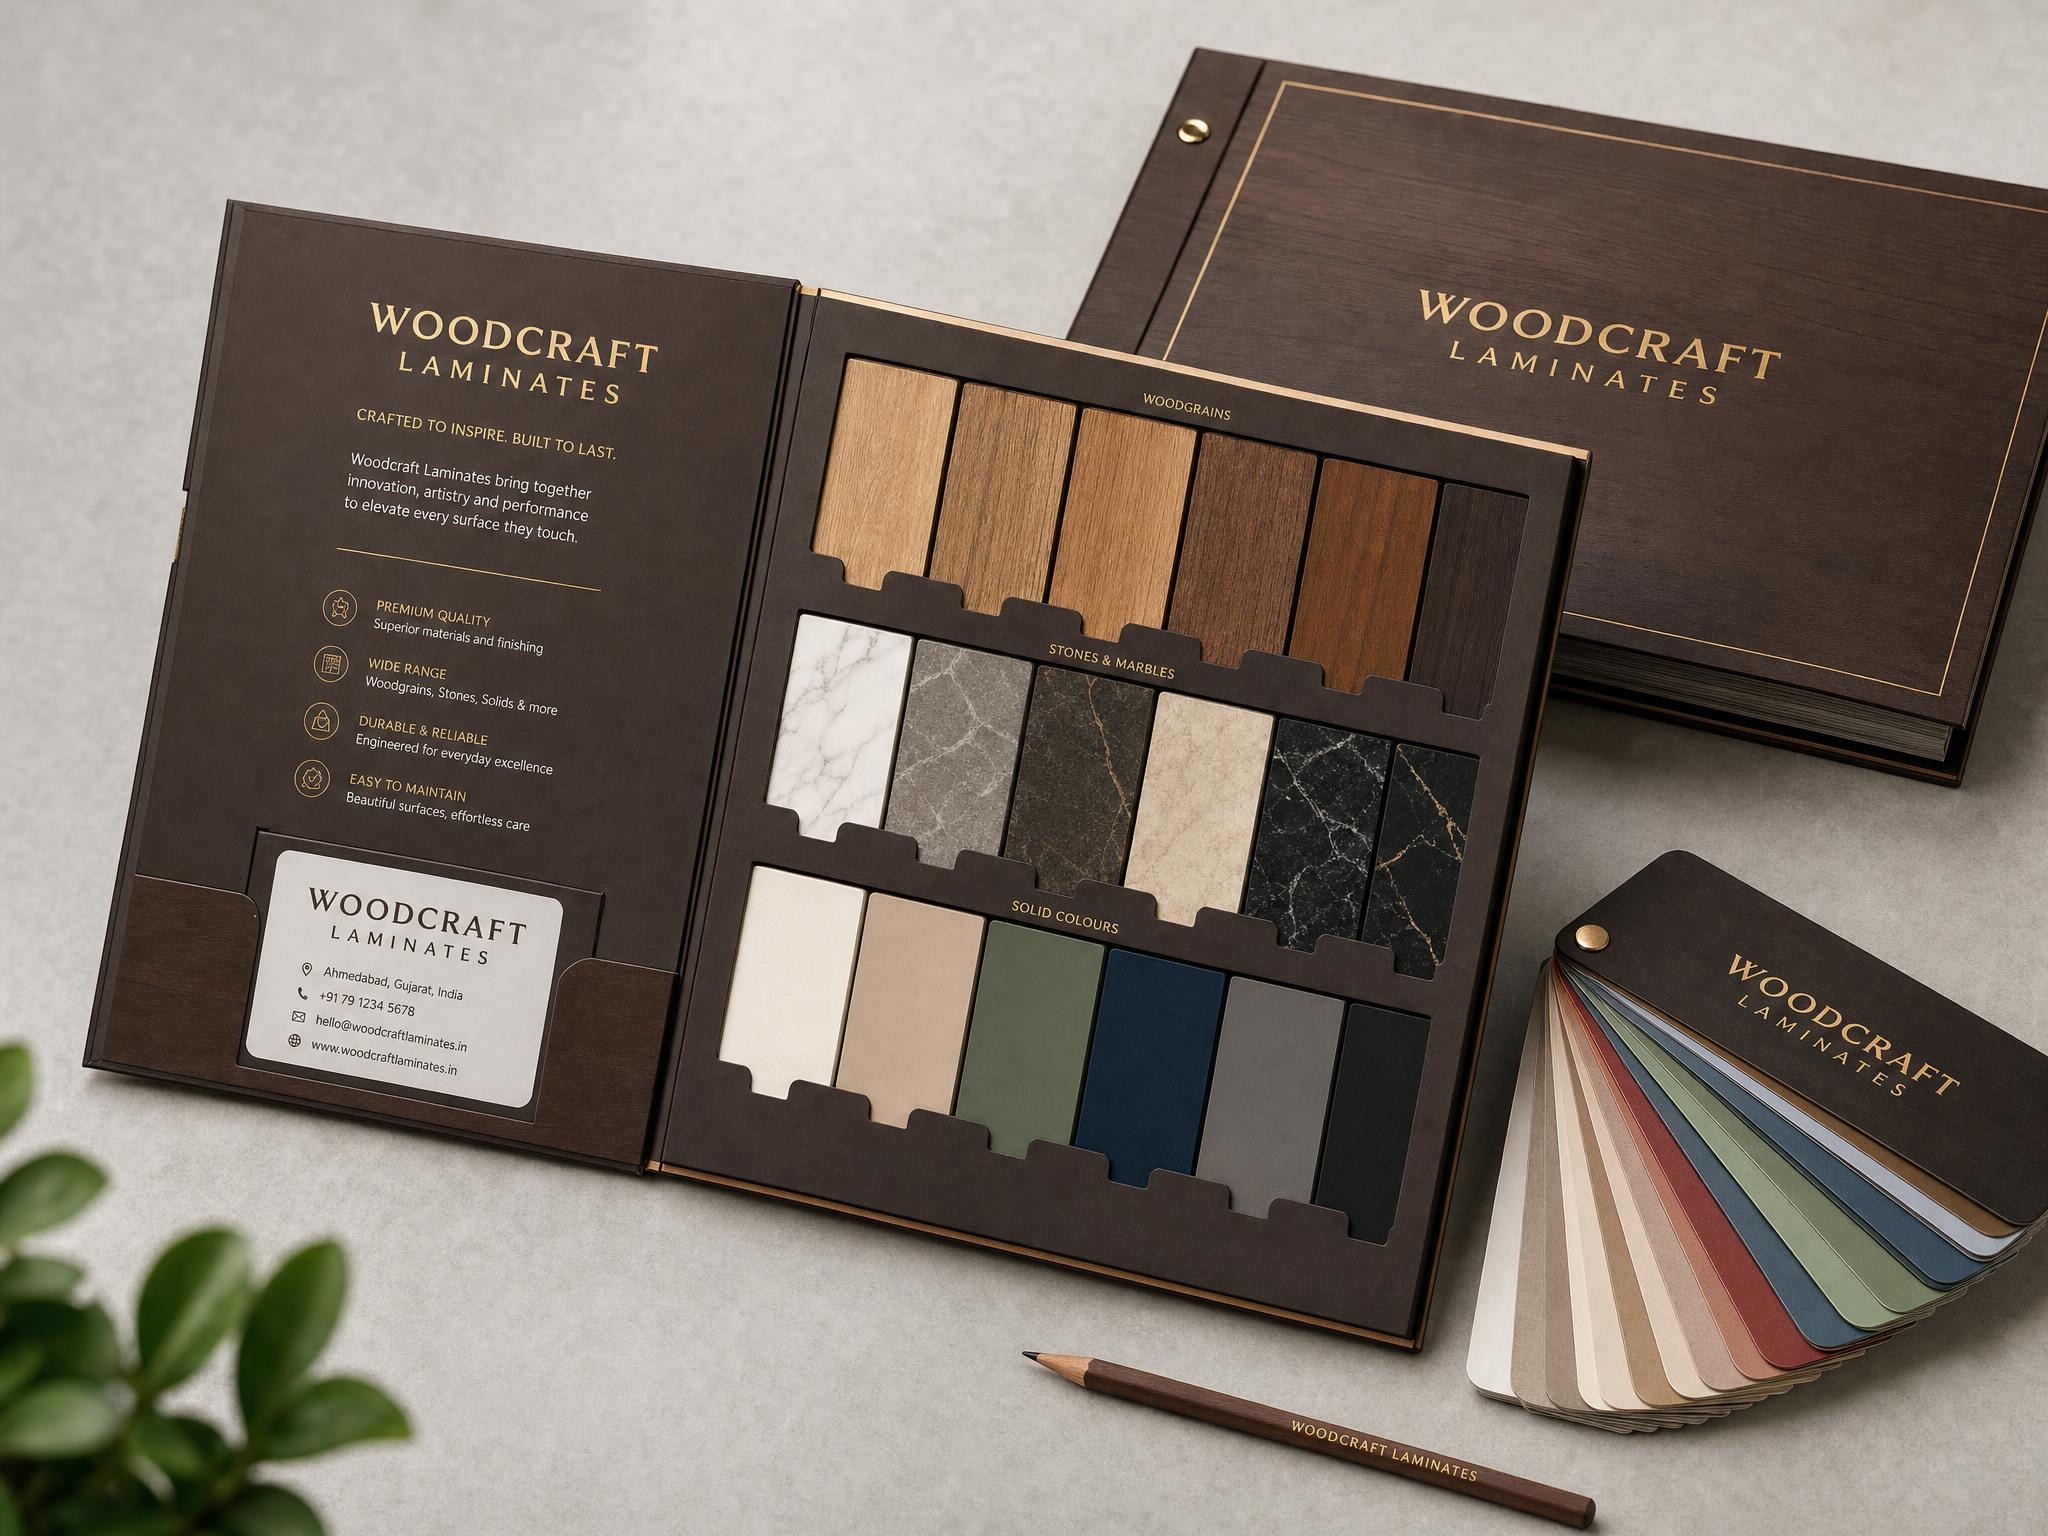 WOODCRAFT
LAMINATES
CRAFTED TO INSPIRE. BUILT TO LAST.
Woodcraft Laminates bring together
innovation, artistry and performance
to elevate every surface they touch.
PREMIUM QUALITY
Superior materials and finishing
WIDE RANGE
Woodgrains, Stones, Solids & more
DURABLE & RELIABLE
Engineered for everyday excellence
EASY TO MAINTAIN
Beautiful surfaces, effortless care
WOODCRAFT
LAMINATES
Ahmedabad, Gujarat, India
+91 79 1234 5678
hello@woodcraftlaminates.in
www.woodcraftlaminates.in
WOODGRAINS
STONES & MARBLES
SOLID COLOURS
WOODCRAFT
LAMINATES
WOODCRAFT
LAMINATES
WOODCRAFT LAMINATES